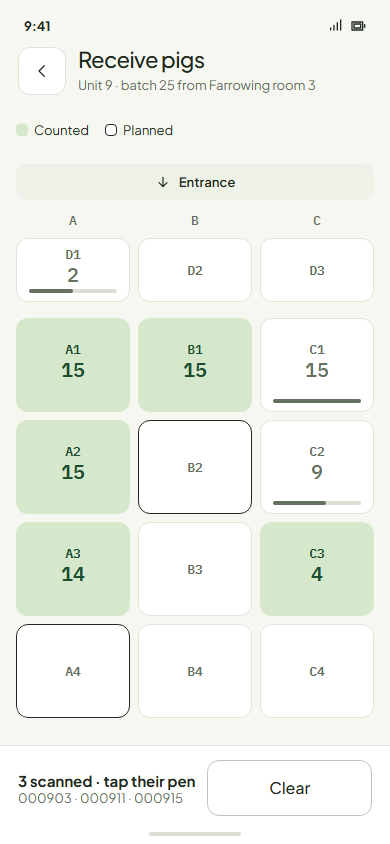 9:41
Receive pigs
Unit 9 · batch 25 from Farrowing room 3
Counted Planned
↓ Entrance
A B C
D1 D2 D3
2
A1 B1 C1
15 15 15
A2 B2 C2
15 9
A3 B3 C3
14 4
A4 B4 C4
3 scanned · tap their pen
000903 · 000911 · 000915
Clear